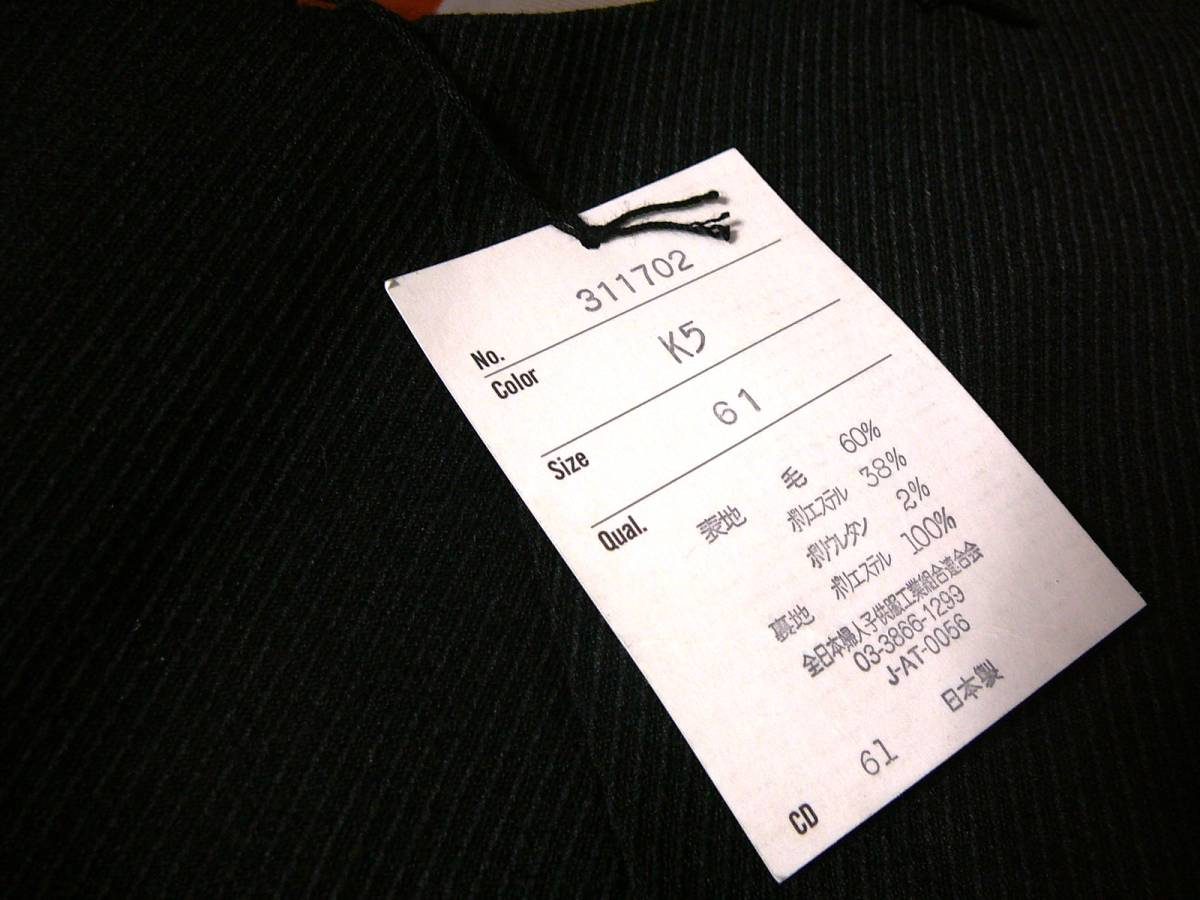 No. 311702
Color K5
Size 61
Qual. 表地 毛 60%
ポリエステル 38%
ポリウレタン 2%
裏地 ポリエステル 100%
全日本婦人子供服工業組合連合会
03-3866-1299
J-AT-0056
日本製
CD 61